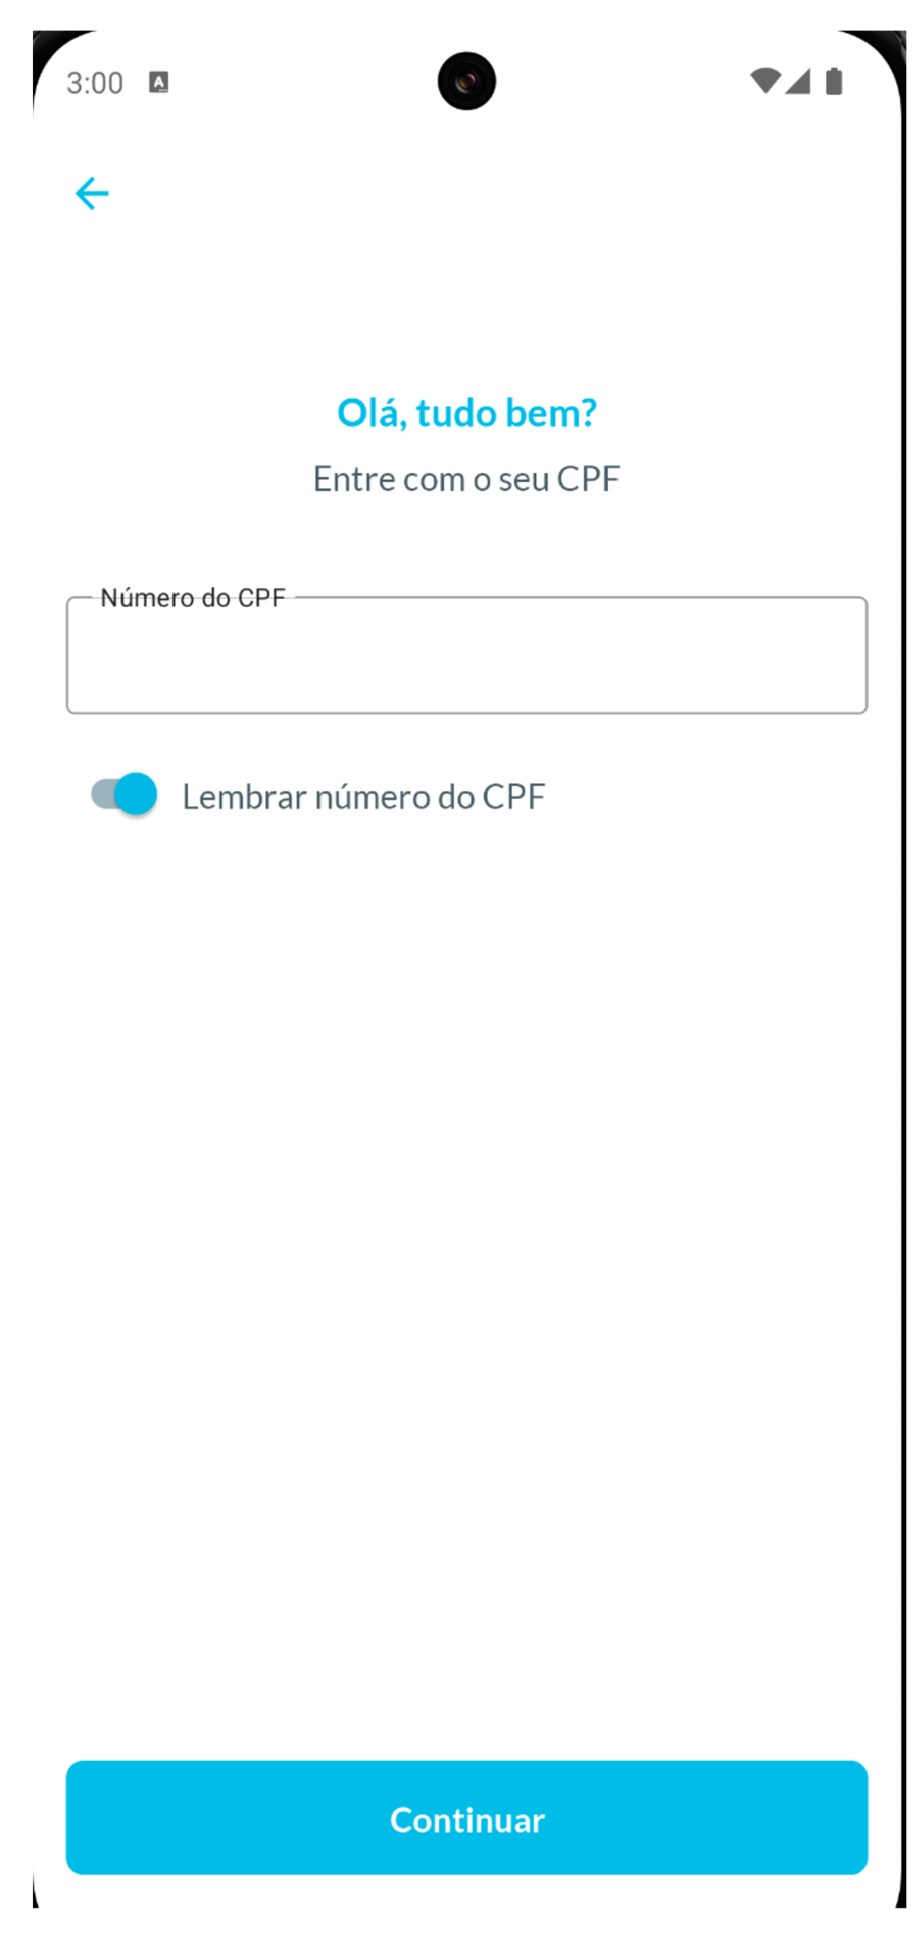 3:00
Olá, tudo bem?
Entre com o seu CPF
Número do CPF
Lembrar número do CPF
Continuar